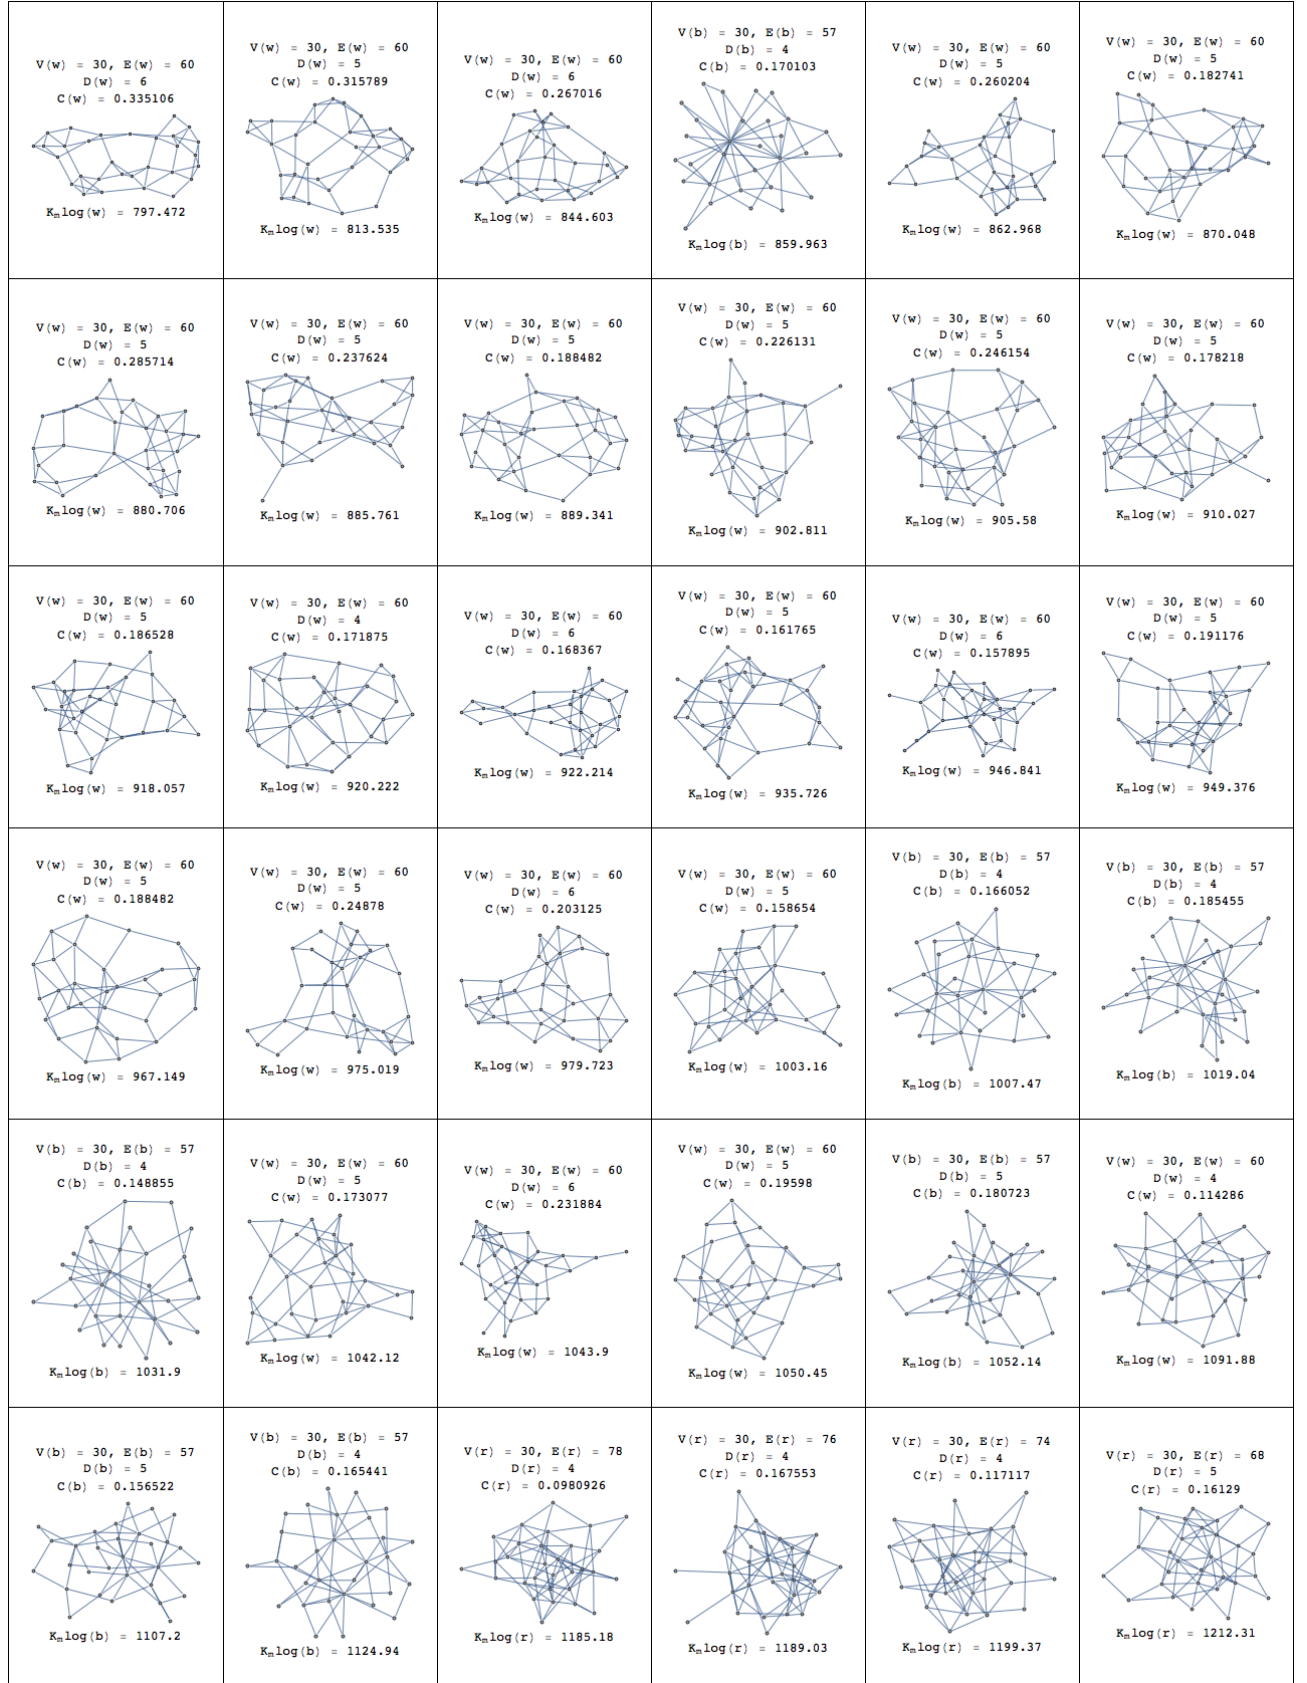 V(w) = 30, E(w) = 60
D(w) = 6
C(w) = 0.335106
Kmlog(w) = 797.472
V(w) = 30, E(w) = 60
D(w) = 5
C(w) = 0.315789
Kmlog(w) = 813.535
V(w) = 30, E(w) = 60
D(w) = 6
C(w) = 0.267016
Kmlog(w) = 844.603
V(b) = 30, E(b) = 57
D(b) = 4
C(b) = 0.170103
Kmlog(b) = 859.963
V(w) = 30, E(w) = 60
D(w) = 5
C(w) = 0.260204
Kmlog(w) = 862.968
V(w) = 30, E(w) = 60
D(w) = 5
C(w) = 0.182741
Kmlog(w) = 870.048
V(w) = 30, E(w) = 60
D(w) = 5
C(w) = 0.285714
Kmlog(w) = 880.706
V(w) = 30, E(w) = 60
D(w) = 5
C(w) = 0.237624
Kmlog(w) = 885.761
V(w) = 30, E(w) = 60
D(w) = 5
C(w) = 0.188482
Kmlog(w) = 889.341
V(w) = 30, E(w) = 60
D(w) = 5
C(w) = 0.226131
Kmlog(w) = 902.811
V(w) = 30, E(w) = 60
D(w) = 5
C(w) = 0.246154
Kmlog(w) = 905.58
V(w) = 30, E(w) = 60
D(w) = 5
C(w) = 0.178218
Kmlog(w) = 910.027
V(w) = 30, E(w) = 60
D(w) = 5
C(w) = 0.186528
Kmlog(w) = 918.057
V(w) = 30, E(w) = 60
D(w) = 4
C(w) = 0.171875
Kmlog(w) = 920.222
V(w) = 30, E(w) = 60
D(w) = 6
C(w) = 0.168367
Kmlog(w) = 922.214
V(w) = 30, E(w) = 60
D(w) = 5
C(w) = 0.161765
Kmlog(w) = 935.726
V(w) = 30, E(w) = 60
D(w) = 6
C(w) = 0.157895
Kmlog(w) = 946.841
V(w) = 30, E(w) = 60
D(w) = 5
C(w) = 0.191176
Kmlog(w) = 949.376
V(w) = 30, E(w) = 60
D(w) = 5
C(w) = 0.188482
Kmlog(w) = 967.149
V(w) = 30, E(w) = 60
D(w) = 5
C(w) = 0.24878
Kmlog(w) = 975.019
V(w) = 30, E(w) = 60
D(w) = 6
C(w) = 0.203125
Kmlog(w) = 979.723
V(w) = 30, E(w) = 60
D(w) = 5
C(w) = 0.158654
Kmlog(w) = 1003.16
V(b) = 30, E(b) = 57
D(b) = 4
C(b) = 0.166052
Kmlog(b) = 1007.47
V(b) = 30, E(b) = 57
D(b) = 4
C(b) = 0.185455
Kmlog(b) = 1019.04
V(b) = 30, E(b) = 57
D(b) = 4
C(b) = 0.148855
Kmlog(b) = 1031.9
V(w) = 30, E(w) = 60
D(w) = 5
C(w) = 0.173077
Kmlog(w) = 1042.12
V(w) = 30, E(w) = 60
D(w) = 6
C(w) = 0.231884
Kmlog(w) = 1043.9
V(w) = 30, E(w) = 60
D(w) = 5
C(w) = 0.19598
Kmlog(w) = 1050.45
V(b) = 30, E(b) = 57
D(b) = 5
C(b) = 0.180723
Kmlog(b) = 1052.14
V(w) = 30, E(w) = 60
D(w) = 4
C(w) = 0.114286
Kmlog(w) = 1091.88
V(b) = 30, E(b) = 57
D(b) = 5
C(b) = 0.156522
Kmlog(b) = 1107.2
V(b) = 30, E(b) = 57
D(b) = 4
C(b) = 0.165441
Kmlog(b) = 1124.94
V(r) = 30, E(r) = 78
D(r) = 4
C(r) = 0.0980926
Kmlog(r) = 1185.18
V(r) = 30, E(r) = 76
D(r) = 4
C(r) = 0.167553
Kmlog(r) = 1189.03
V(r) = 30, E(r) = 74
D(r) = 4
C(r) = 0.117117
Kmlog(r) = 1199.37
V(r) = 30, E(r) = 68
D(r) = 5
C(r) = 0.16129
Kmlog(r) = 1212.31